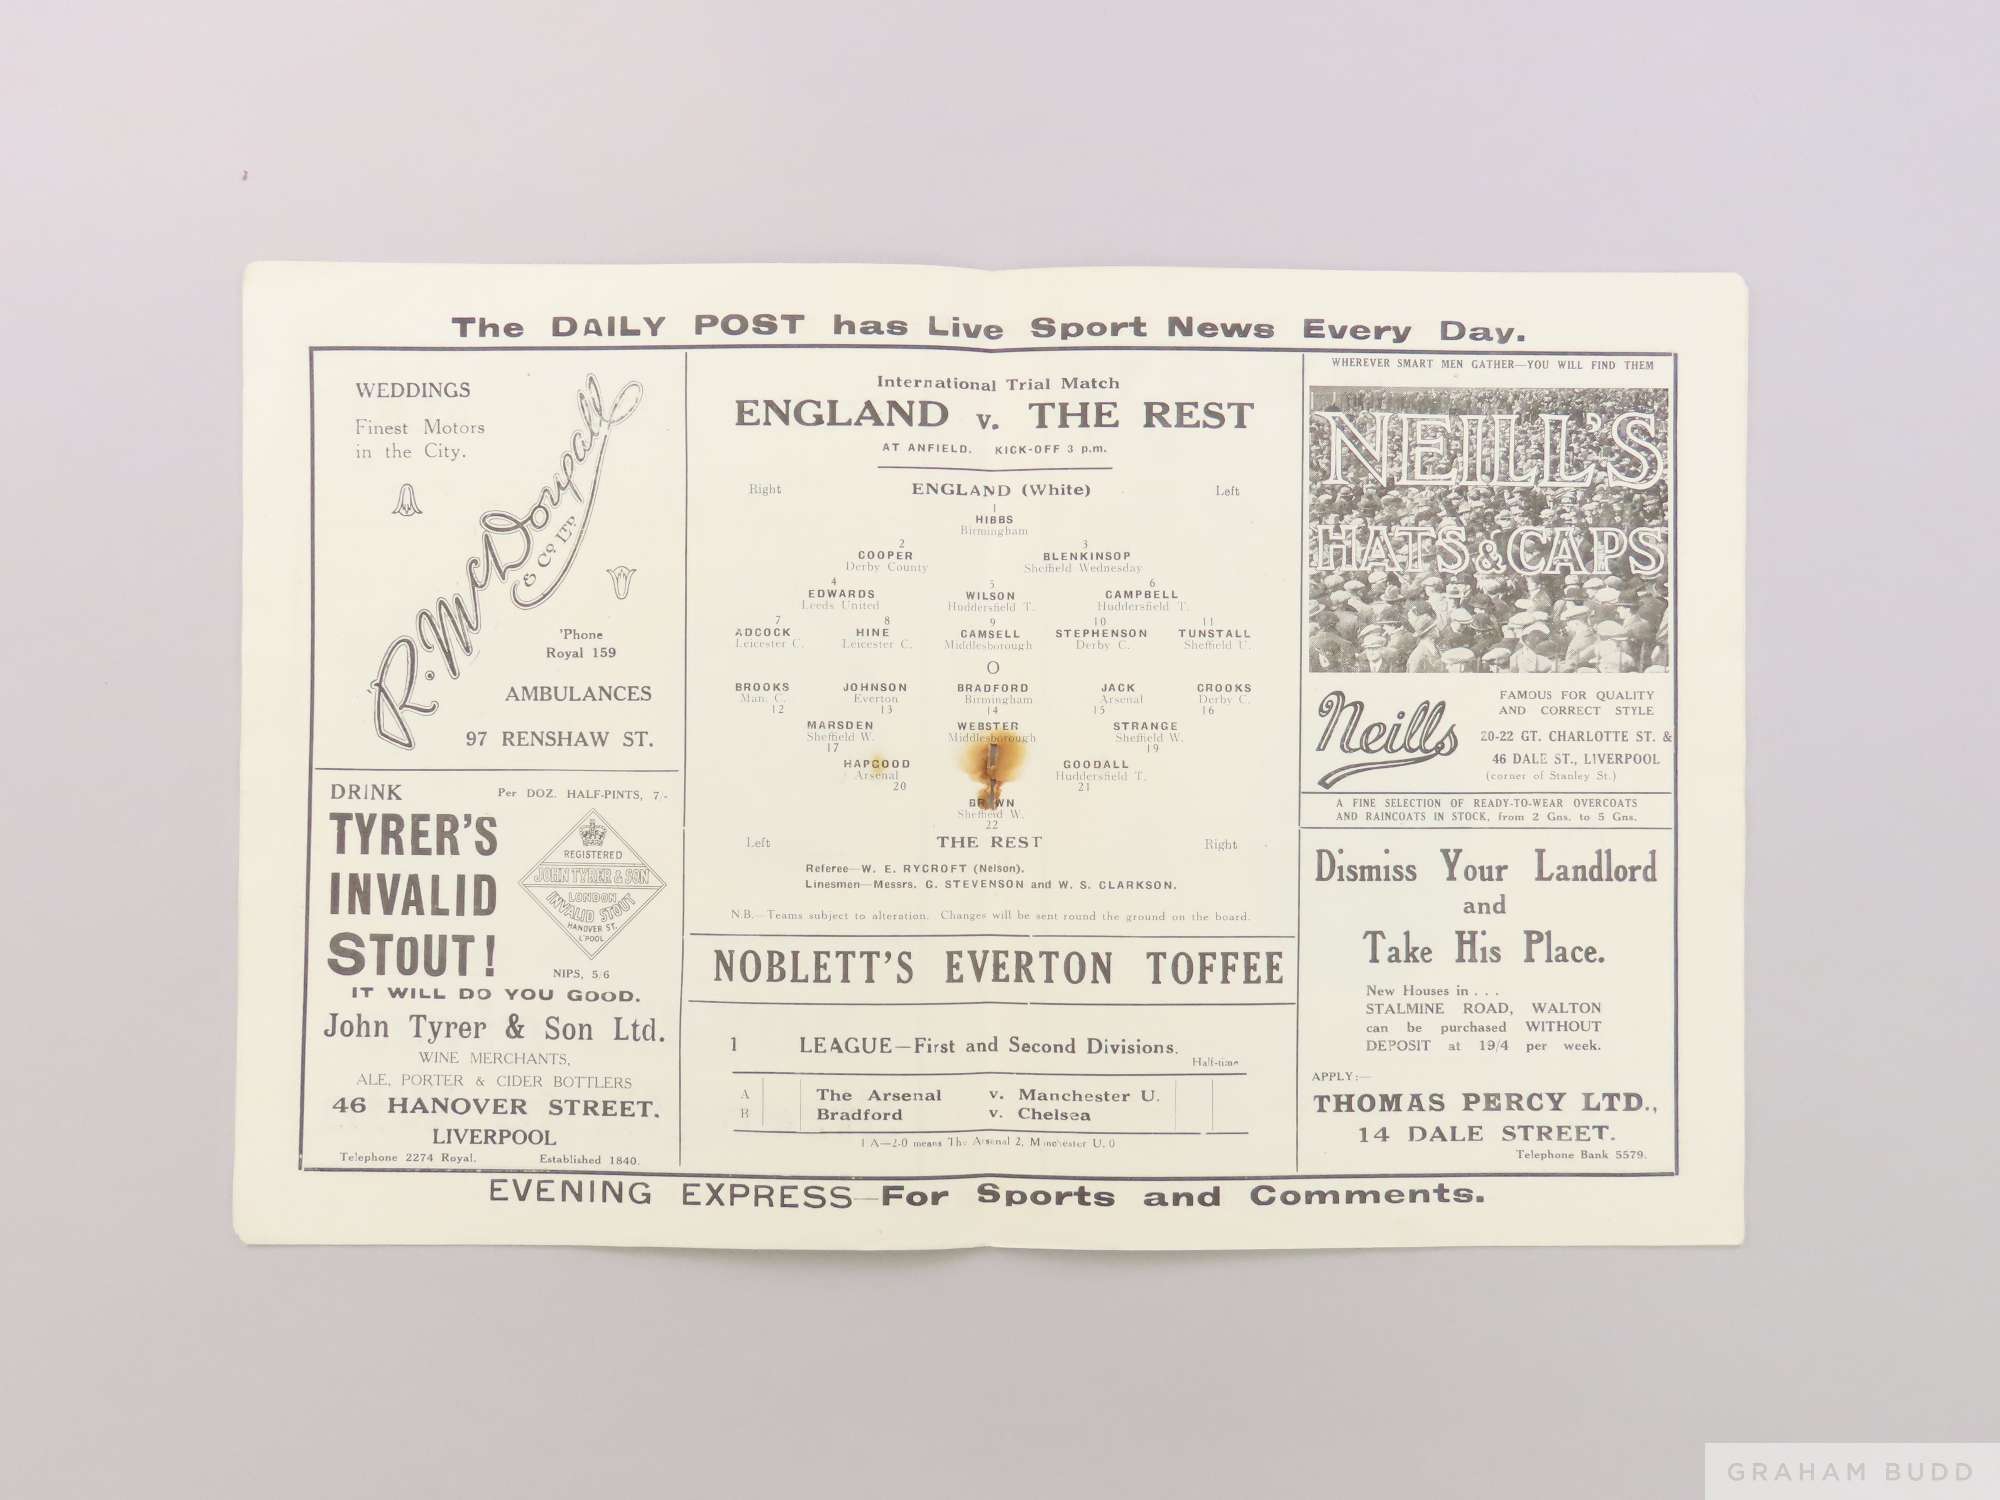 The DAILY POST has Live Sport News Every Day.
WEDDINGS
Finest Motors
in the City.
R. McDougall
& CO LTD
'Phone
Royal 159
AMBULANCES
97 RENSHAW ST.
DRINK Per DOZ. HALF-PINTS, 7/-
TYRER'S
INVALID
STOUT!
REGISTERED
JOHN TYRER & SON
LONDON
INVALID STOUT
HANOVER ST.
L'POOL
NIPS, 5/6
IT WILL DO YOU GOOD.
John Tyrer & Son Ltd.
WINE MERCHANTS,
ALE, PORTER & CIDER BOTTLERS
46 HANOVER STREET.
LIVERPOOL
Telephone 2274 Royal. Established 1840.
International Trial Match
ENGLAND v. THE REST
AT ANFIELD. KICK-OFF 3 p.m.
Right ENGLAND (White) Left
1
HIBBS
Birmingham
2 3
COOPER BLENKINSOP
Derby County Sheffield Wednesday
4 5 6
EDWARDS WILSON CAMPBELL
Leeds United Huddersfield T. Huddersfield T.
7 8 9 10 11
ADCOCK HINE CAMSELL STEPHENSON TUNSTALL
Leicester C. Leicester C. Middlesborough Derby C. Sheffield U.
O
BROOKS JOHNSON BRADFORD JACK CROOKS
Man. C. Everton Birmingham Arsenal Derby C.
12 13 14 15 16
MARSDEN WEBSTER STRANGE
Sheffield W. Middlesborough Sheffield W.
17 19
HAPGOOD GOODALL
Arsenal Huddersfield T.
20 21
BROWN
Sheffield W.
22
Left THE REST Right
Referee—W. E. RYCROFT (Nelson).
Linesmen—Messrs. G. STEVENSON and W. S. CLARKSON.
N.B.—Teams subject to alteration. Changes will be sent round the ground on the board.
NOBLETT'S EVERTON TOFFEE
1 LEAGUE—First and Second Divisions.
Half-time
A The Arsenal v. Manchester U.
B Bradford v. Chelsea
1 A—2-0 means The Arsenal 2, Manchester U. 0
WHEREVER SMART MEN GATHER—YOU WILL FIND THEM
NEILL'S
HATS & CAPS
Neills
FAMOUS FOR QUALITY
AND CORRECT STYLE
20-22 GT. CHARLOTTE ST. &
46 DALE ST., LIVERPOOL
(corner of Stanley St.)
A FINE SELECTION OF READY-TO-WEAR OVERCOATS
AND RAINCOATS IN STOCK, from 2 Gns. to 5 Gns.
Dismiss Your Landlord
and
Take His Place.
New Houses in . . .
STALMINE ROAD, WALTON
can be purchased WITHOUT
DEPOSIT at 19/4 per week.
APPLY:—
THOMAS PERCY LTD.,
14 DALE STREET.
Telephone Bank 5579.
EVENING EXPRESS—For Sports and Comments.
GRAHAM BUDD